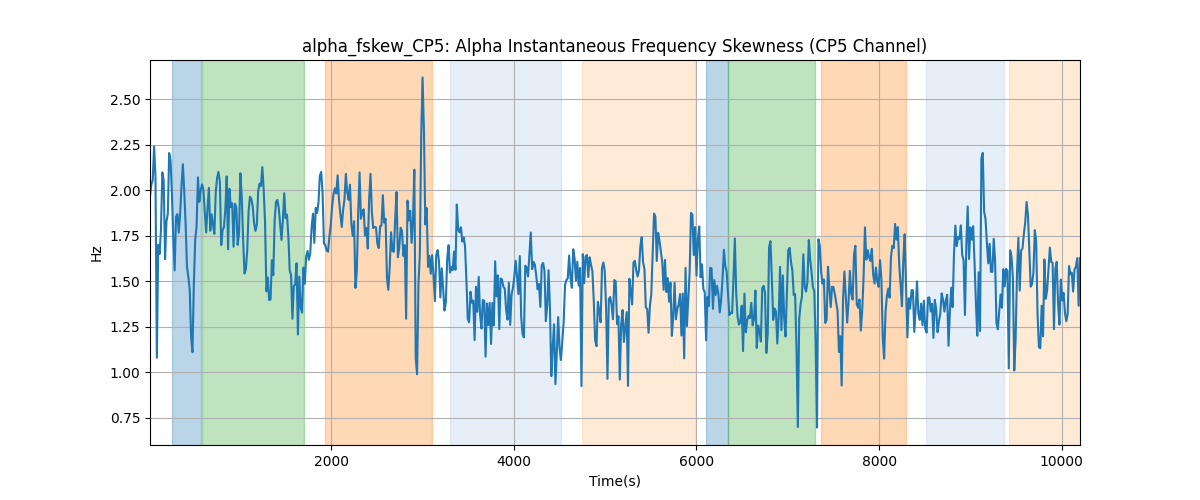 alpha_fskew_CP5: Alpha Instantaneous Frequency Skewness (CP5 Channel)
Hz
2.50
2.25
2.00
1.75
1.50
1.25
1.00
0.75
2000 4000 6000 8000 10000
Time(s)